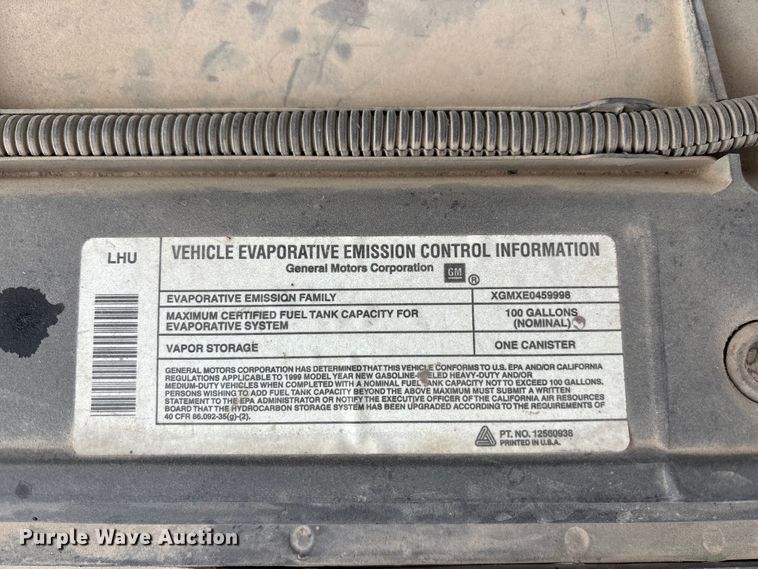 LHU
VEHICLE EVAPORATIVE EMISSION CONTROL INFORMATION
General Motors Corporation GM ®
EVAPORATIVE EMISSION FAMILY XGMXE0459998
MAXIMUM CERTIFIED FUEL TANK CAPACITY FOR 100 GALLONS
EVAPORATIVE SYSTEM (NOMINAL)
VAPOR STORAGE ONE CANISTER
GENERAL MOTORS CORPORATION HAS DETERMINED THAT THIS VEHICLE CONFORMS TO U.S. EPA AND/OR CALIFORNIA
REGULATIONS APPLICABLE TO 1999 MODEL YEAR NEW GASOLINE-FUELED HEAVY-DUTY AND/OR
MEDIUM-DUTY VEHICLES WHEN COMPLETED WITH A NOMINAL FUEL TANK CAPACITY NOT TO EXCEED 100 GALLONS.
PERSONS WISHING TO ADD FUEL TANK CAPACITY BEYOND THE ABOVE MAXIMUM MUST SUBMIT A WRITTEN
STATEMENT TO THE EPA ADMINISTRATOR OR NOTIFY THE EXECUTIVE OFFICER OF THE CALIFORNIA AIR RESOURCES
BOARD THAT THE HYDROCARBON STORAGE SYSTEM HAS BEEN UPGRADED ACCORDING TO THE REQUIREMENTS OF
40 CFR 86.092-35(g)-(2).
PT. NO. 12560938
PRINTED IN U.S.A.
Purple Wave Auction®
purplewave.com